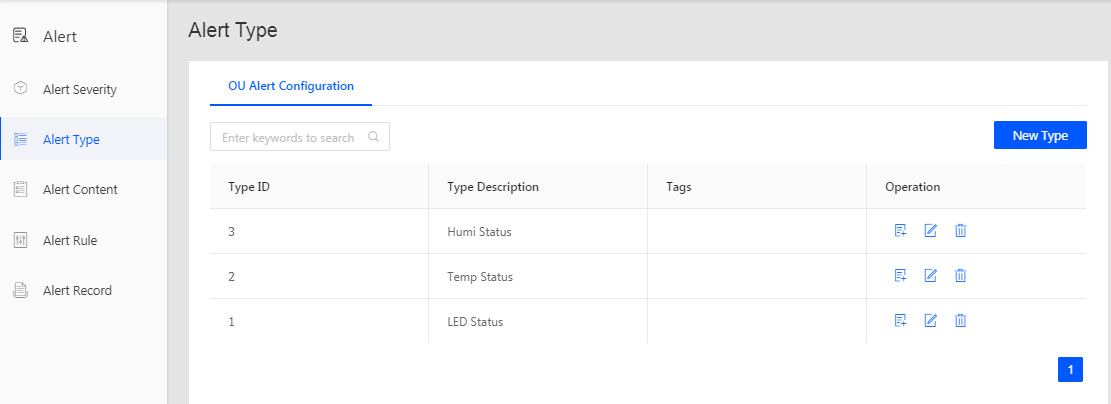 Alert
Alert Severity
Alert Type
Alert Content
Alert Rule
Alert Record
Alert Type
OU Alert Configuration
Enter keywords to search
New Type
Type ID Type Description Tags Operation
3 Humi Status
2 Temp Status
1 LED Status
1